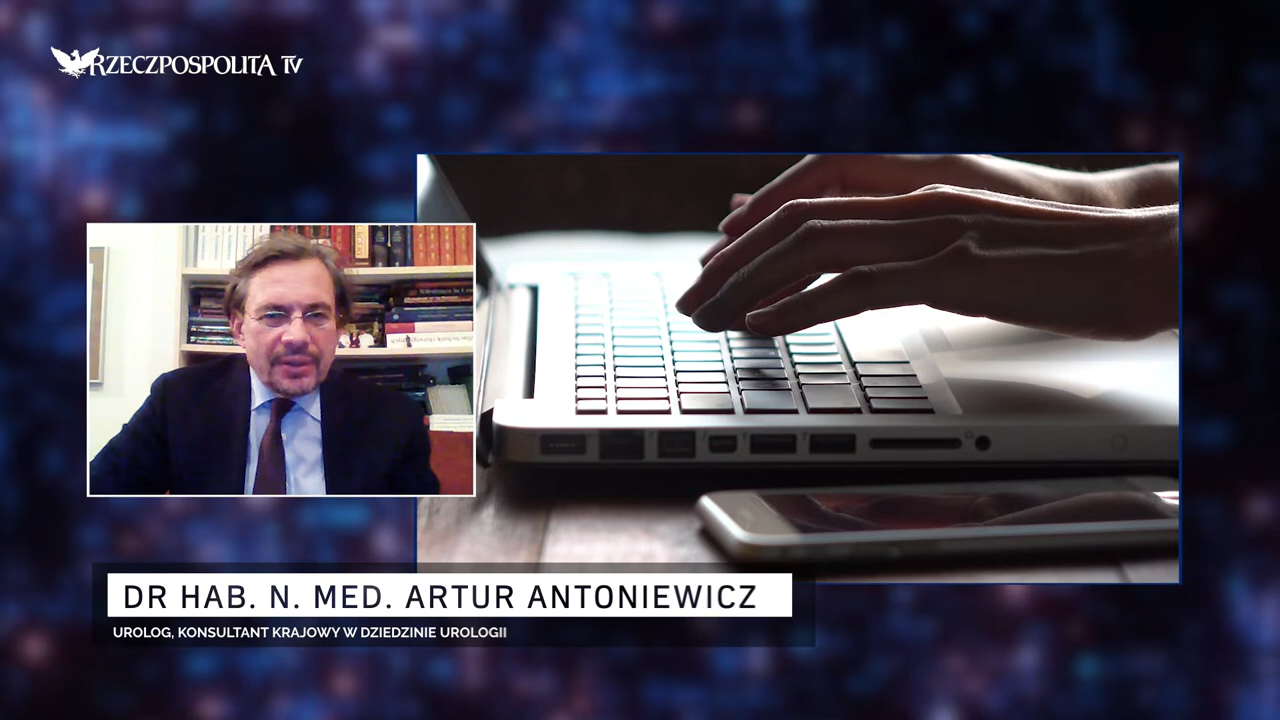 RZECZPOSPOLITA TV
DR HAB. N. MED. ARTUR ANTONIEWICZ
UROLOG, KONSULTANT KRAJOWY W DZIEDZINIE UROLOGII